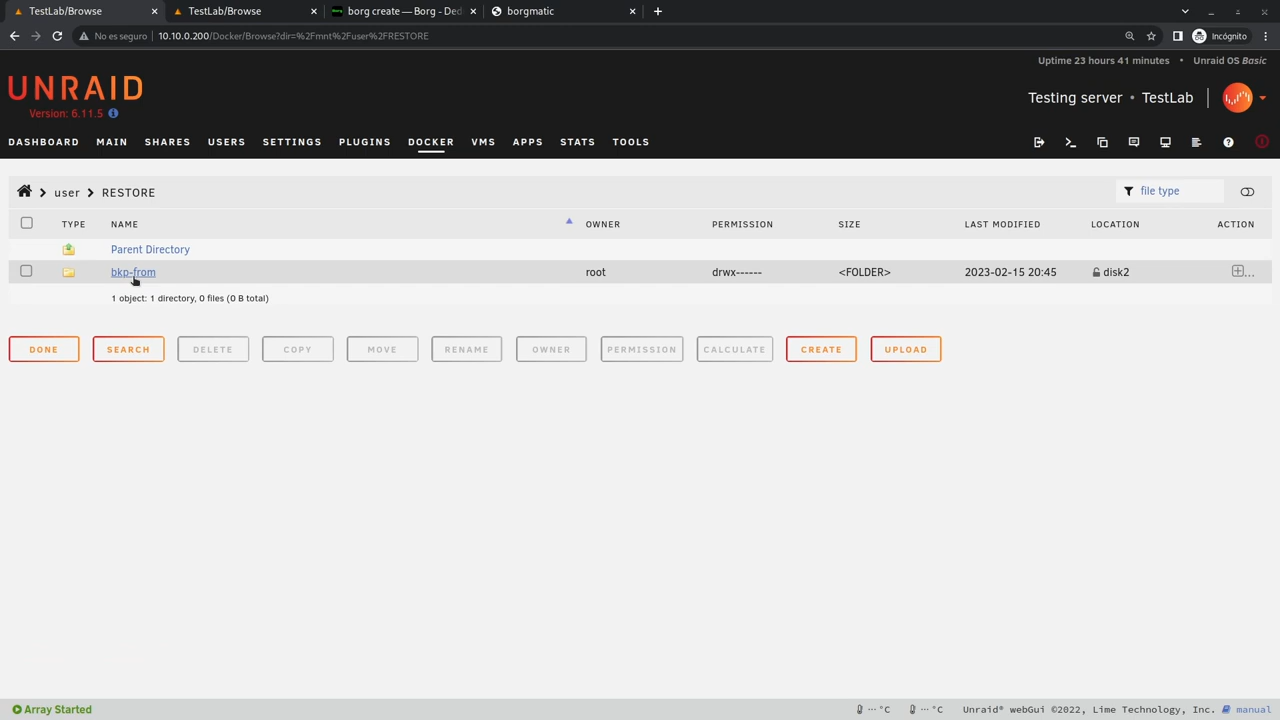 TestLab/Browse
TestLab/Browse
borg create — Borg - Ded
borgmatic
No es seguro
10.10.0.200/Docker/Browse?dir=%2Fmnt%2Fuser%2FRESTORE
Incógnito
Uptime 23 hours 41 minutes • Unraid OS Basic
UNRAID
Version: 6.11.5
Testing server • TestLab
DASHBOARD MAIN SHARES USERS SETTINGS PLUGINS DOCKER VMS APPS STATS TOOLS
user RESTORE
file type
TYPE NAME OWNER PERMISSION SIZE LAST MODIFIED LOCATION ACTION
Parent Directory
bkp-from root drwx------ <FOLDER> 2023-02-15 20:45 disk2 ...
1 object: 1 directory, 0 files (0 B total)
DONE SEARCH DELETE COPY MOVE RENAME OWNER PERMISSION CALCULATE CREATE UPLOAD
Array Started
··· °C ··· °C Unraid® webGui ©2022, Lime Technology, Inc. manual